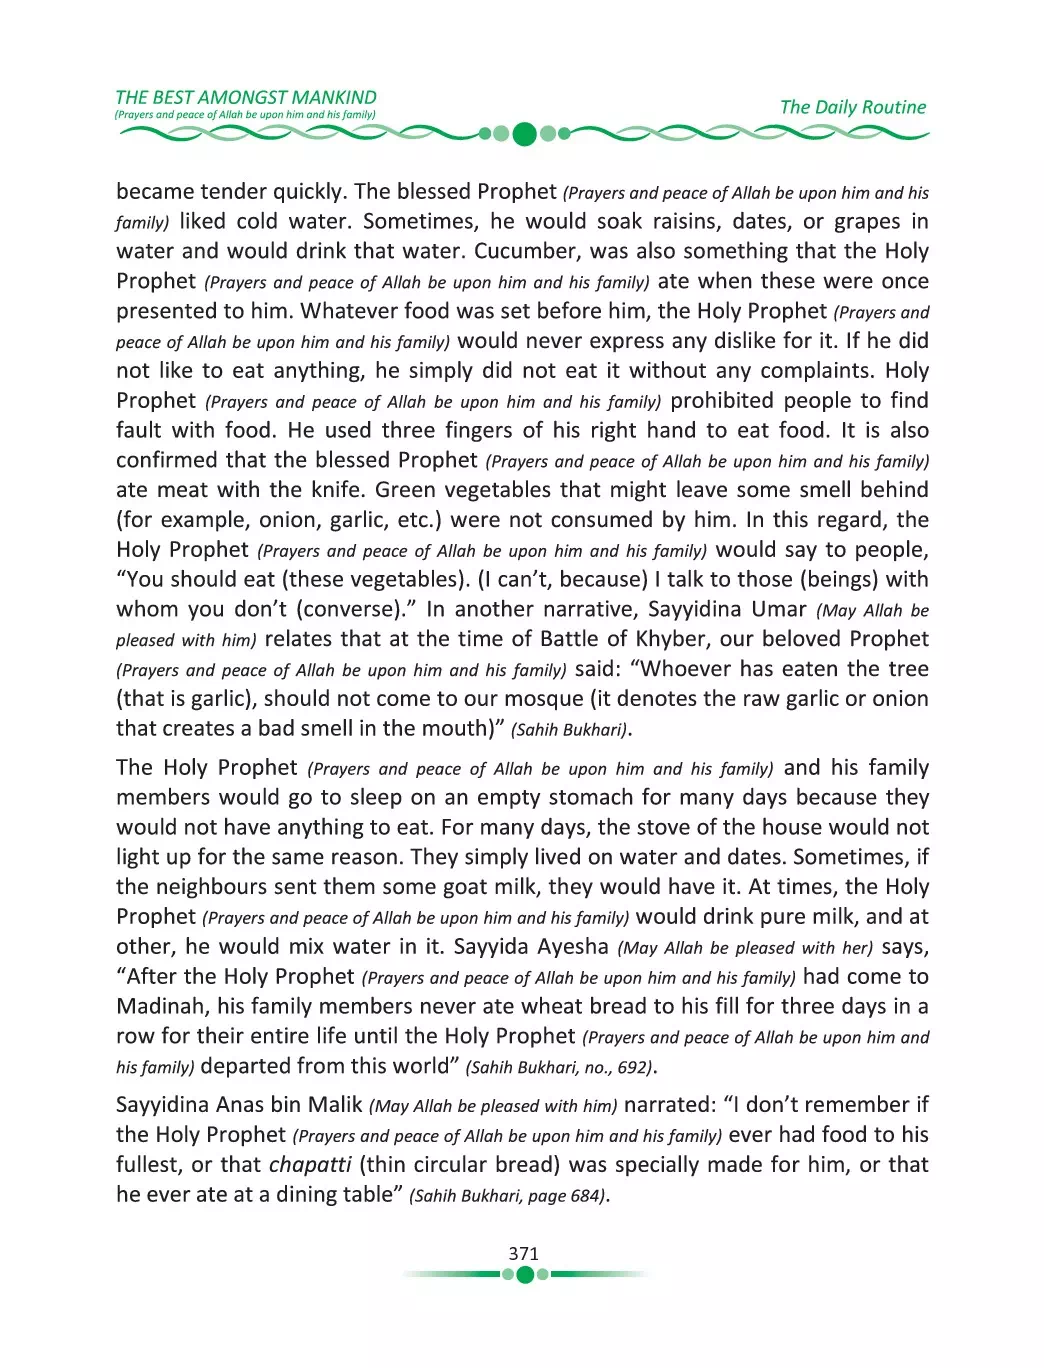 THE BEST AMONGST MANKIND
(Prayers and peace of Allah be upon him and his family)
The Daily Routine
became tender quickly. The blessed Prophet (Prayers and peace of Allah be upon him and his
family) liked cold water. Sometimes, he would soak raisins, dates, or grapes in
water and would drink that water. Cucumber, was also something that the Holy
Prophet (Prayers and peace of Allah be upon him and his family) ate when these were once
presented to him. Whatever food was set before him, the Holy Prophet (Prayers and
peace of Allah be upon him and his family) would never express any dislike for it. If he did
not like to eat anything, he simply did not eat it without any complaints. Holy
Prophet (Prayers and peace of Allah be upon him and his family) prohibited people to find
fault with food. He used three fingers of his right hand to eat food. It is also
confirmed that the blessed Prophet (Prayers and peace of Allah be upon him and his family)
ate meat with the knife. Green vegetables that might leave some smell behind
(for example, onion, garlic, etc.) were not consumed by him. In this regard, the
Holy Prophet (Prayers and peace of Allah be upon him and his family) would say to people,
“You should eat (these vegetables). (I can’t, because) I talk to those (beings) with
whom you don’t (converse).” In another narrative, Sayyidina Umar (May Allah be
pleased with him) relates that at the time of Battle of Khyber, our beloved Prophet
(Prayers and peace of Allah be upon him and his family) said: “Whoever has eaten the tree
(that is garlic), should not come to our mosque (it denotes the raw garlic or onion
that creates a bad smell in the mouth)” (Sahih Bukhari).
The Holy Prophet (Prayers and peace of Allah be upon him and his family) and his family
members would go to sleep on an empty stomach for many days because they
would not have anything to eat. For many days, the stove of the house would not
light up for the same reason. They simply lived on water and dates. Sometimes, if
the neighbours sent them some goat milk, they would have it. At times, the Holy
Prophet (Prayers and peace of Allah be upon him and his family) would drink pure milk, and at
other, he would mix water in it. Sayyida Ayesha (May Allah be pleased with her) says,
“After the Holy Prophet (Prayers and peace of Allah be upon him and his family) had come to
Madinah, his family members never ate wheat bread to his fill for three days in a
row for their entire life until the Holy Prophet (Prayers and peace of Allah be upon him and
his family) departed from this world” (Sahih Bukhari, no., 692).
Sayyidina Anas bin Malik (May Allah be pleased with him) narrated: “I don’t remember if
the Holy Prophet (Prayers and peace of Allah be upon him and his family) ever had food to his
fullest, or that chapatti (thin circular bread) was specially made for him, or that
he ever ate at a dining table” (Sahih Bukhari, page 684).
371